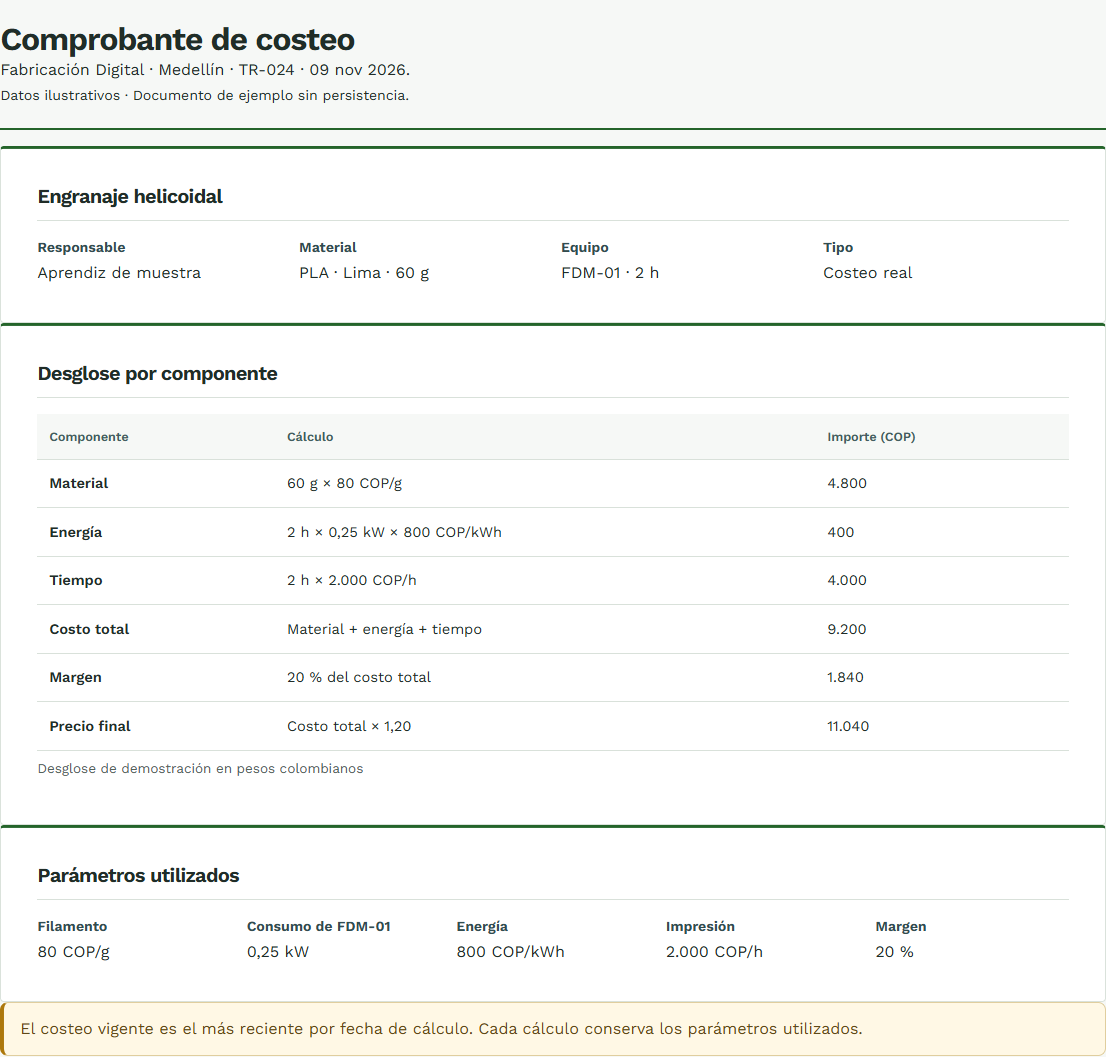 Comprobante de costeo
Fabricación Digital · Medellín · TR-024 · 09 nov 2026.
Datos ilustrativos · Documento de ejemplo sin persistencia.
Engranaje helicoidal
Responsable Material Equipo Tipo
Aprendiz de muestra PLA · Lima · 60 g FDM-01 · 2 h Costeo real
Desglose por componente
Componente Cálculo Importe (COP)
Material 60 g × 80 COP/g 4.800
Energía 2 h × 0,25 kW × 800 COP/kWh 400
Tiempo 2 h × 2.000 COP/h 4.000
Costo total Material + energía + tiempo 9.200
Margen 20 % del costo total 1.840
Precio final Costo total × 1,20 11.040
Desglose de demostración en pesos colombianos
Parámetros utilizados
Filamento Consumo de FDM-01 Energía Impresión Margen
80 COP/g 0,25 kW 800 COP/kWh 2.000 COP/h 20 %
El costeo vigente es el más reciente por fecha de cálculo. Cada cálculo conserva los parámetros utilizados.